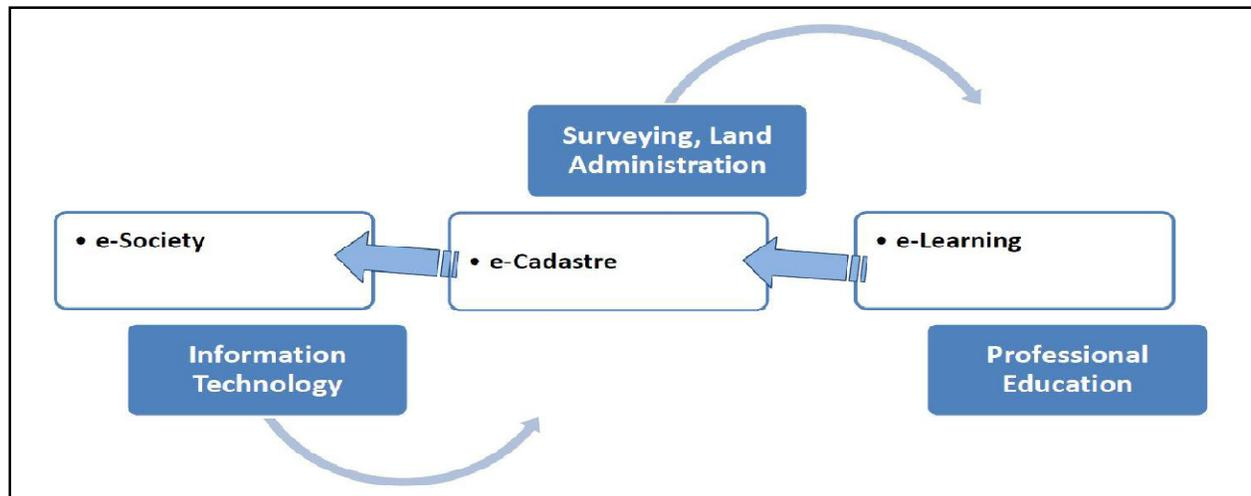 Surveying, Land
Administration
• e-Society
• e-Cadastre
• e-Learning
Information
Technology
Professional
Education